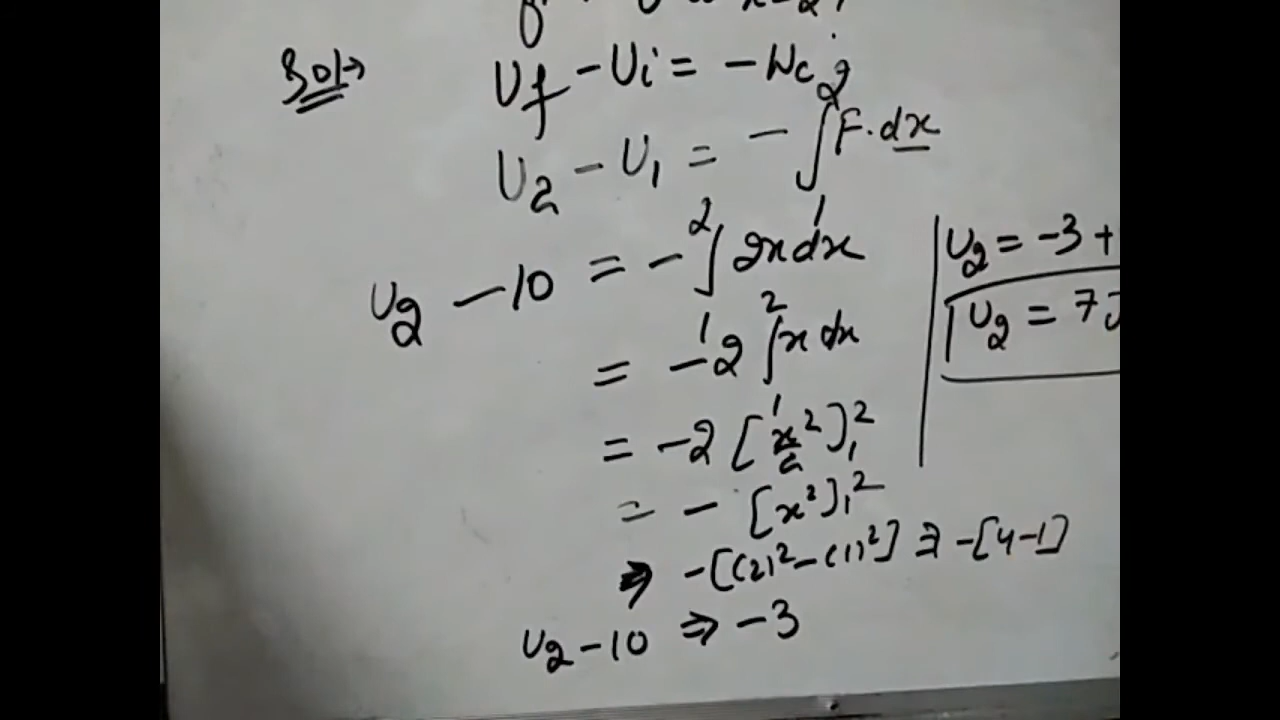 Sol→
Uf - Ui = -Wc
U2 - U1 = - ∫₁² F. dx
U2 - 10 = - ∫₁² 2x dx
= -2 ∫₁² x dx
= -2 [x²/2]₁²
= - [x²]₁²
⇒ -[(2)² - (1)²] ⇒ -[4-1]
U2 - 10 ⇒ -3
U2 = -3 +
U2 = 7J